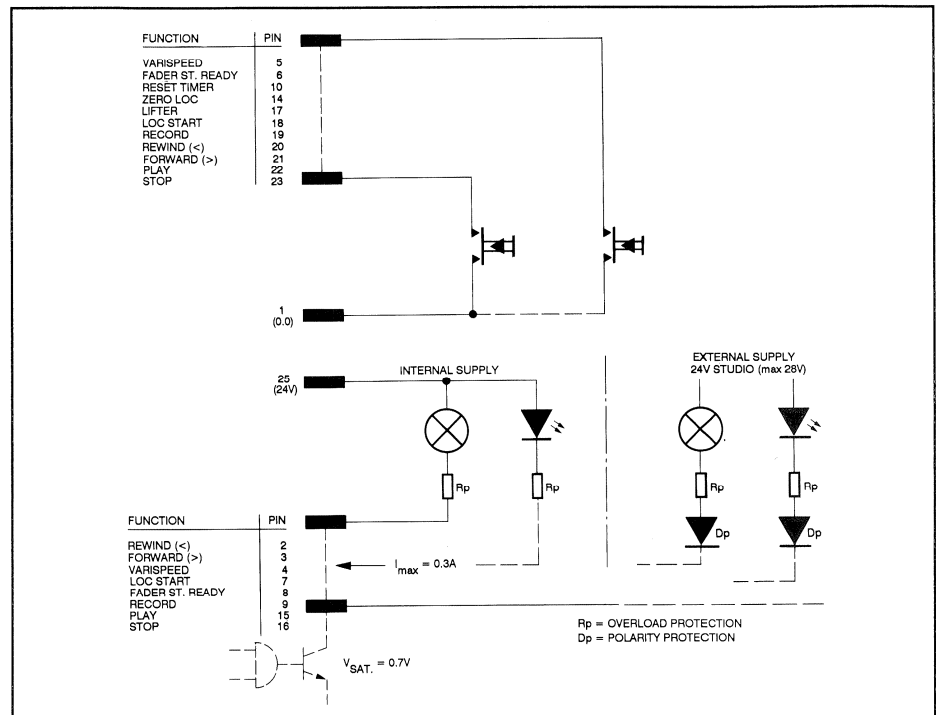 FUNCTION PIN
VARISPEED 5
FADER ST. READY 6
RESET TIMER 10
ZERO LOC 14
LIFTER 17
LOC START 18
RECORD 19
REWIND (<) 20
FORWARD (>) 21
PLAY 22
STOP 23
1
(0.0)
25
(24V)
INTERNAL SUPPLY
EXTERNAL SUPPLY
24V STUDIO (max 28V)
Rp
Rp
Rp
Rp
Dp
Dp
FUNCTION PIN
REWIND (<) 2
FORWARD (>) 3
VARISPEED 4
LOC START 7
FADER ST. READY 8
RECORD 9
PLAY 15
STOP 16
Imax = 0.3A
Rp = OVERLOAD PROTECTION
Dp = POLARITY PROTECTION
VSAT. = 0.7V